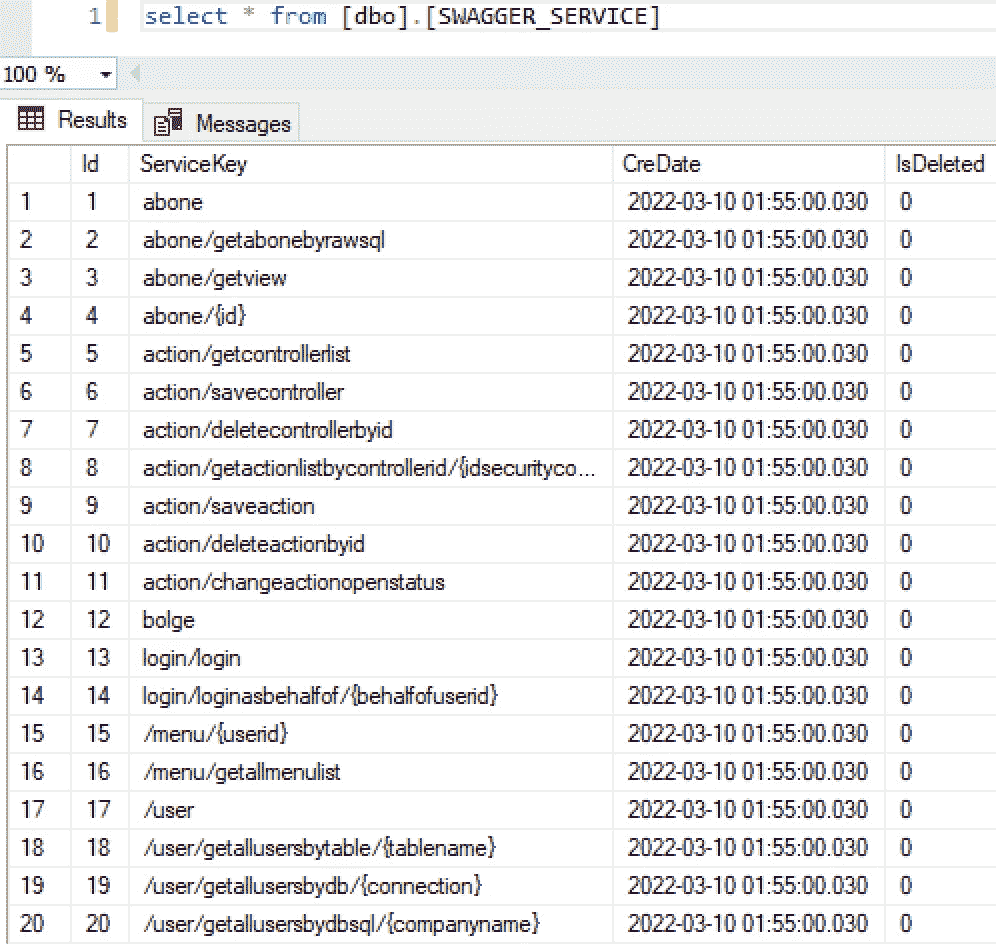 1 select * from [dbo].[SWAGGER_SERVICE]
100 %
Results Messages
Id ServiceKey CreDate IsDeleted
1 1 abone 2022-03-10 01:55:00.030 0
2 2 abone/getabonebyrawsql 2022-03-10 01:55:00.030 0
3 3 abone/getview 2022-03-10 01:55:00.030 0
4 4 abone/{id} 2022-03-10 01:55:00.030 0
5 5 action/getcontrollerlist 2022-03-10 01:55:00.030 0
6 6 action/savecontroller 2022-03-10 01:55:00.030 0
7 7 action/deletecontrollerbyid 2022-03-10 01:55:00.030 0
8 8 action/getactionlistbycontrollerid/{idsecurityco... 2022-03-10 01:55:00.030 0
9 9 action/saveaction 2022-03-10 01:55:00.030 0
10 10 action/deleteactionbyid 2022-03-10 01:55:00.030 0
11 11 action/changeactionopenstatus 2022-03-10 01:55:00.030 0
12 12 bolge 2022-03-10 01:55:00.030 0
13 13 login/login 2022-03-10 01:55:00.030 0
14 14 login/loginasbehalfof/{behalfofuserid} 2022-03-10 01:55:00.030 0
15 15 /menu/{userid} 2022-03-10 01:55:00.030 0
16 16 /menu/getallmenulist 2022-03-10 01:55:00.030 0
17 17 /user 2022-03-10 01:55:00.030 0
18 18 /user/getallusersbytable/{tablename} 2022-03-10 01:55:00.030 0
19 19 /user/getallusersbydb/{connection} 2022-03-10 01:55:00.030 0
20 20 /user/getallusersbydbsql/{companyname} 2022-03-10 01:55:00.030 0